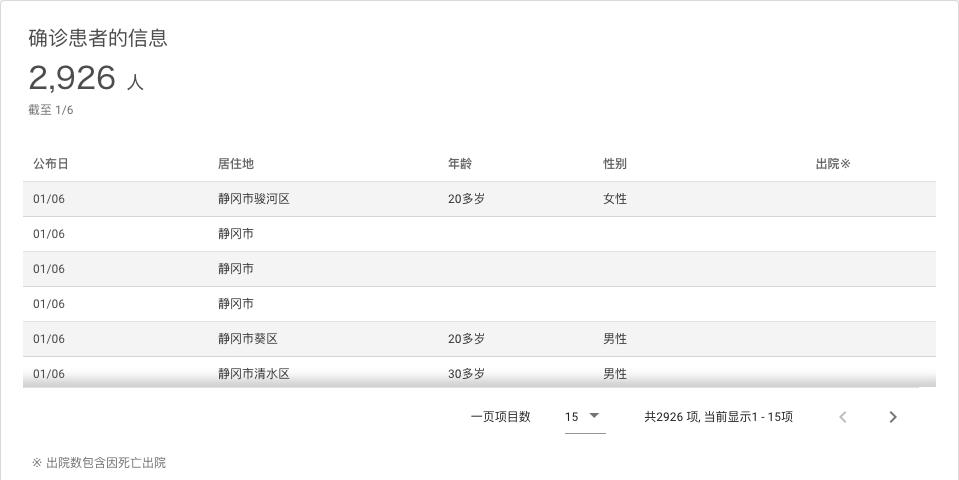 确诊患者的信息
2,926 人
截至 1/6
公布日 居住地 年龄 性别 出院※
01/06 静冈市骏河区 20多岁 女性
01/06 静冈市
01/06 静冈市
01/06 静冈市
01/06 静冈市葵区 20多岁 男性
01/06 静冈市清水区 30多岁 男性
一页项目数 15 共2926 项, 当前显示1 - 15项
※ 出院数包含因死亡出院